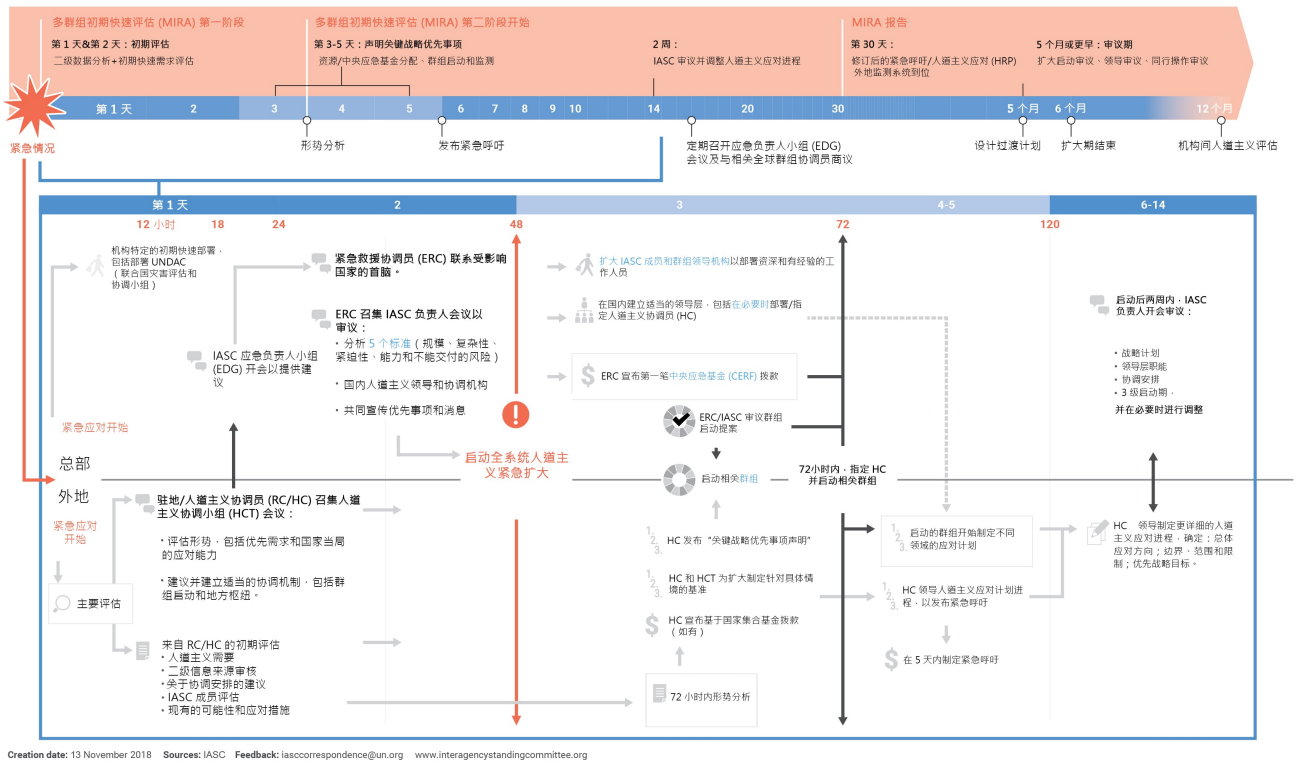 多群组初期快速评估 (MIRA) 第一阶段
多群组初期快速评估 (MIRA) 第二阶段开始
MIRA 报告
第 1 天&第 2 天：初期评估
二级数据分析+初期快速需求评估
第 3-5 天：声明关键战略优先事项
资源/中央应急基金分配、群组启动和监测
2 周：
IASC 审议并调整人道主义应对进程
第 30 天：
修订后的紧急呼吁/人道主义应对 (HRP)
外地监测系统到位
5 个月或更早：审议期
扩大启动审议、领导审议、同行操作审议
第 1 天
2
3
4
5
6
7
8
9
10
14
20
30
5 个月
6 个月
12 个月
紧急情况
形势分析
发布紧急呼吁
定期召开应急负责人小组 (EDG)
会议及与相关全球群组协调员商议
设计过渡计划
扩大期结束
机构间人道主义评估
第 1 天
2
3
4-5
6-14
12 小时
18
24
48
72
120
机构特定的初期快速部署，
包括部署 UNDAC
（联合国灾害评估和
协调小组）
紧急救援协调员 (ERC) 联系受影响
国家的首脑。
ERC 召集 IASC 负责人会议以
审议：
· 分析 5 个标准（规模、复杂性、
紧迫性、能力和不能交付的风险）
· 国内人道主义领导和协调机构
· 共同宣传优先事项和消息
IASC 应急负责人小组
(EDG) 开会以提供建
议
紧急应对开始
总部
外地
紧急应对
开始
主要评估
启动全系统人道主
义紧急扩大
驻地/人道主义协调员 (RC/HC) 召集人道
主义协调小组 (HCT) 会议：
· 评估形势，包括优先需求和国家当局
的应对能力
· 建议并建立适当的协调机制，包括群
组启动和地方枢纽。
来自 RC/HC 的初期评估
· 人道主义需要
· 二级信息来源审核
· 关于协调安排的建议
· IASC 成员评估
· 现有的可能性和应对措施
扩大 IASC 成员和群组领导机构以部署资深和有经验的工
作人员
在国内建立适当的领导层，包括在必要时部署/指
定人道主义协调员 (HC)
ERC 宣布第一笔中央应急基金 (CERF) 拨款
ERC/IASC 审议群组
启动提案
启动相关群组
72小时内，指定 HC
并启动相关群组
1.
2.
3.
HC 发布“关键战略优先事项声明”
1.
2.
3.
HC 和 HCT 为扩大制定针对具体情
境的基准
HC 宣布基于国家集合基金拨款
（如有）
72 小时内形势分析
1.
2.
3.
启动的群组开始制定不同
领域的应对计划
1.
2.
3.
HC 领导人道主义应对计划进
程，以发布紧急呼吁
在 5 天内制定紧急呼吁
启动后两周内，IASC
负责人开会审议：
· 战略计划
· 领导层职能
· 协调安排
· 3 级启动期，
并在必要时进行调整
HC 领导制定更详细的人道
主义应对进程，确定：总体
应对方向；边界、范围和限
制；优先战略目标。
Creation date: 13 November 2018 Sources: IASC Feedback: iasccorrespondence@un.org www.interagencystandingcommittee.org